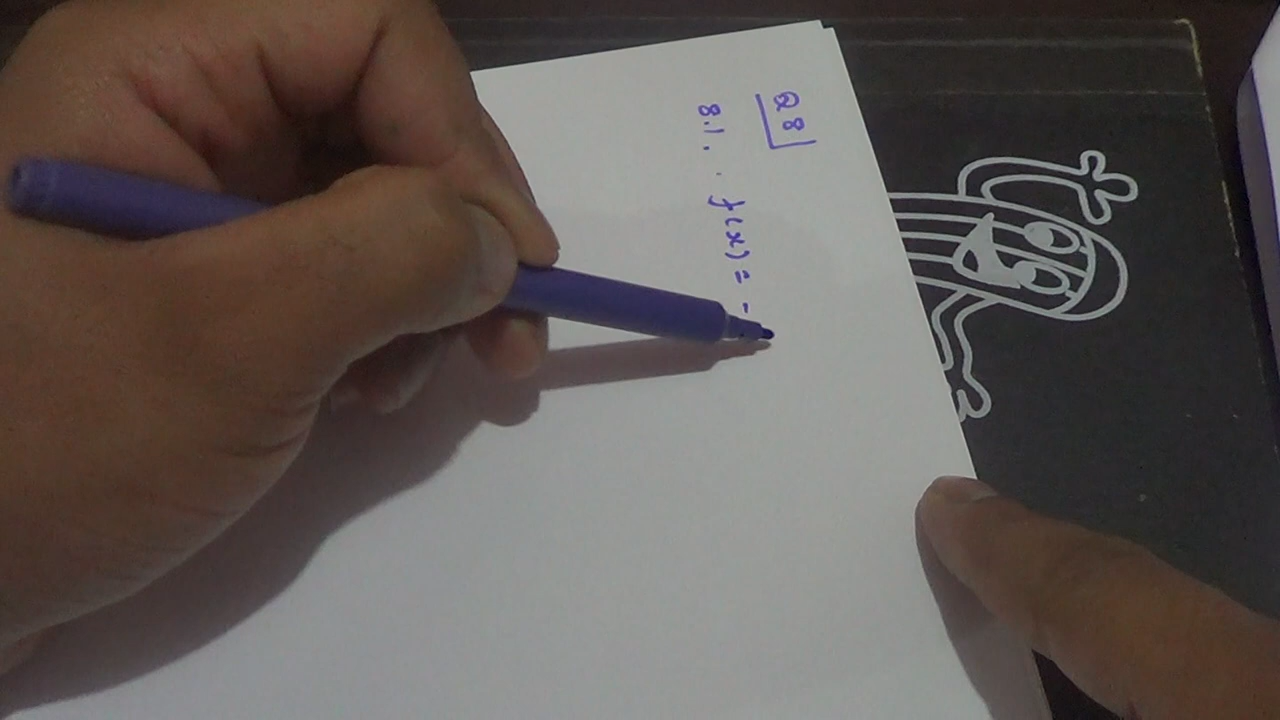 Q8
8.1. f(x) = -